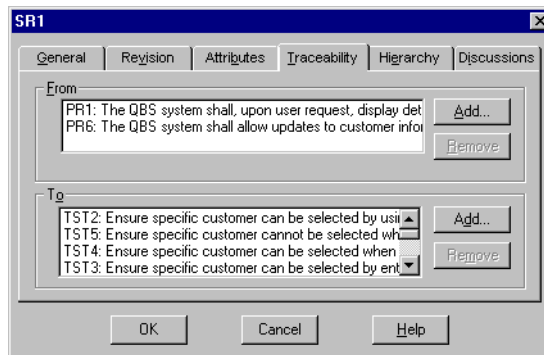 SR1
General Revision Attributes Traceability Hierarchy Discussions
From
PR1: The QBS system shall, upon user request, display det
PR6: The QBS system shall allow updates to customer infor
Add...
Remove
To
TST2: Ensure specific customer can be selected by usi
TST5: Ensure specific customer cannot be selected wh
TST4: Ensure specific customer can be selected when
TST3: Ensure specific customer can be selected by ent
Add...
Remove
OK Cancel Help